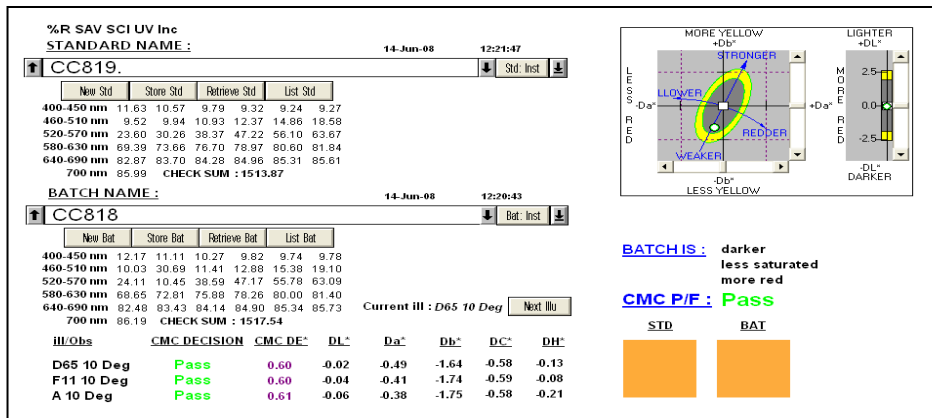 %R SAV SCI UV Inc
STANDARD NAME :
14-Jun-08 12:21:47
CC819.
Std: Inst
New Std Store Std Retrieve Std List Std
400-450 nm 11.63 10.57 9.79 9.32 9.24 9.27
460-510 nm 9.52 9.94 10.93 12.37 14.86 18.58
520-570 nm 23.60 30.26 38.37 47.22 56.10 63.67
580-630 nm 69.39 73.66 76.70 78.97 80.60 81.84
640-690 nm 82.87 83.70 84.28 84.96 85.31 85.61
700 nm 85.99 CHECK SUM : 1513.87
BATCH NAME :
14-Jun-08 12:20:43
CC818
Bat: Inst
New Bat Store Bat Retrieve Bat List Bat
400-450 nm 12.17 11.11 10.27 9.82 9.74 9.78
460-510 nm 10.03 30.69 11.41 12.88 15.38 19.10
520-570 nm 24.11 10.45 38.59 47.17 55.78 63.09
580-630 nm 68.65 72.81 75.88 78.26 80.00 81.40
640-690 nm 82.48 83.43 84.14 84.90 85.34 85.73
700 nm 86.19 CHECK SUM : 1517.54
Current ill : D65 10 Deg Next Illu
ill/Obs CMC DECISION CMC DE* DL* Da* Db* DC* DH*
D65 10 Deg Pass 0.60 -0.02 -0.49 -1.64 -0.58 -0.13
F11 10 Deg Pass 0.60 -0.04 -0.41 -1.74 -0.59 -0.08
A 10 Deg Pass 0.61 -0.06 -0.38 -1.75 -0.58 -0.21
MORE YELLOW
+Db*
STRONGER
LESS RED
-Da*
LLOWER
REDDER
WEAKER
+Da*
MORE RED
-Db*
LESS YELLOW
LIGHTER
+DL*
2.5
0.0
-2.5
-DL*
DARKER
BATCH IS : darker
less saturated
more red
CMC P/F : Pass
STD BAT